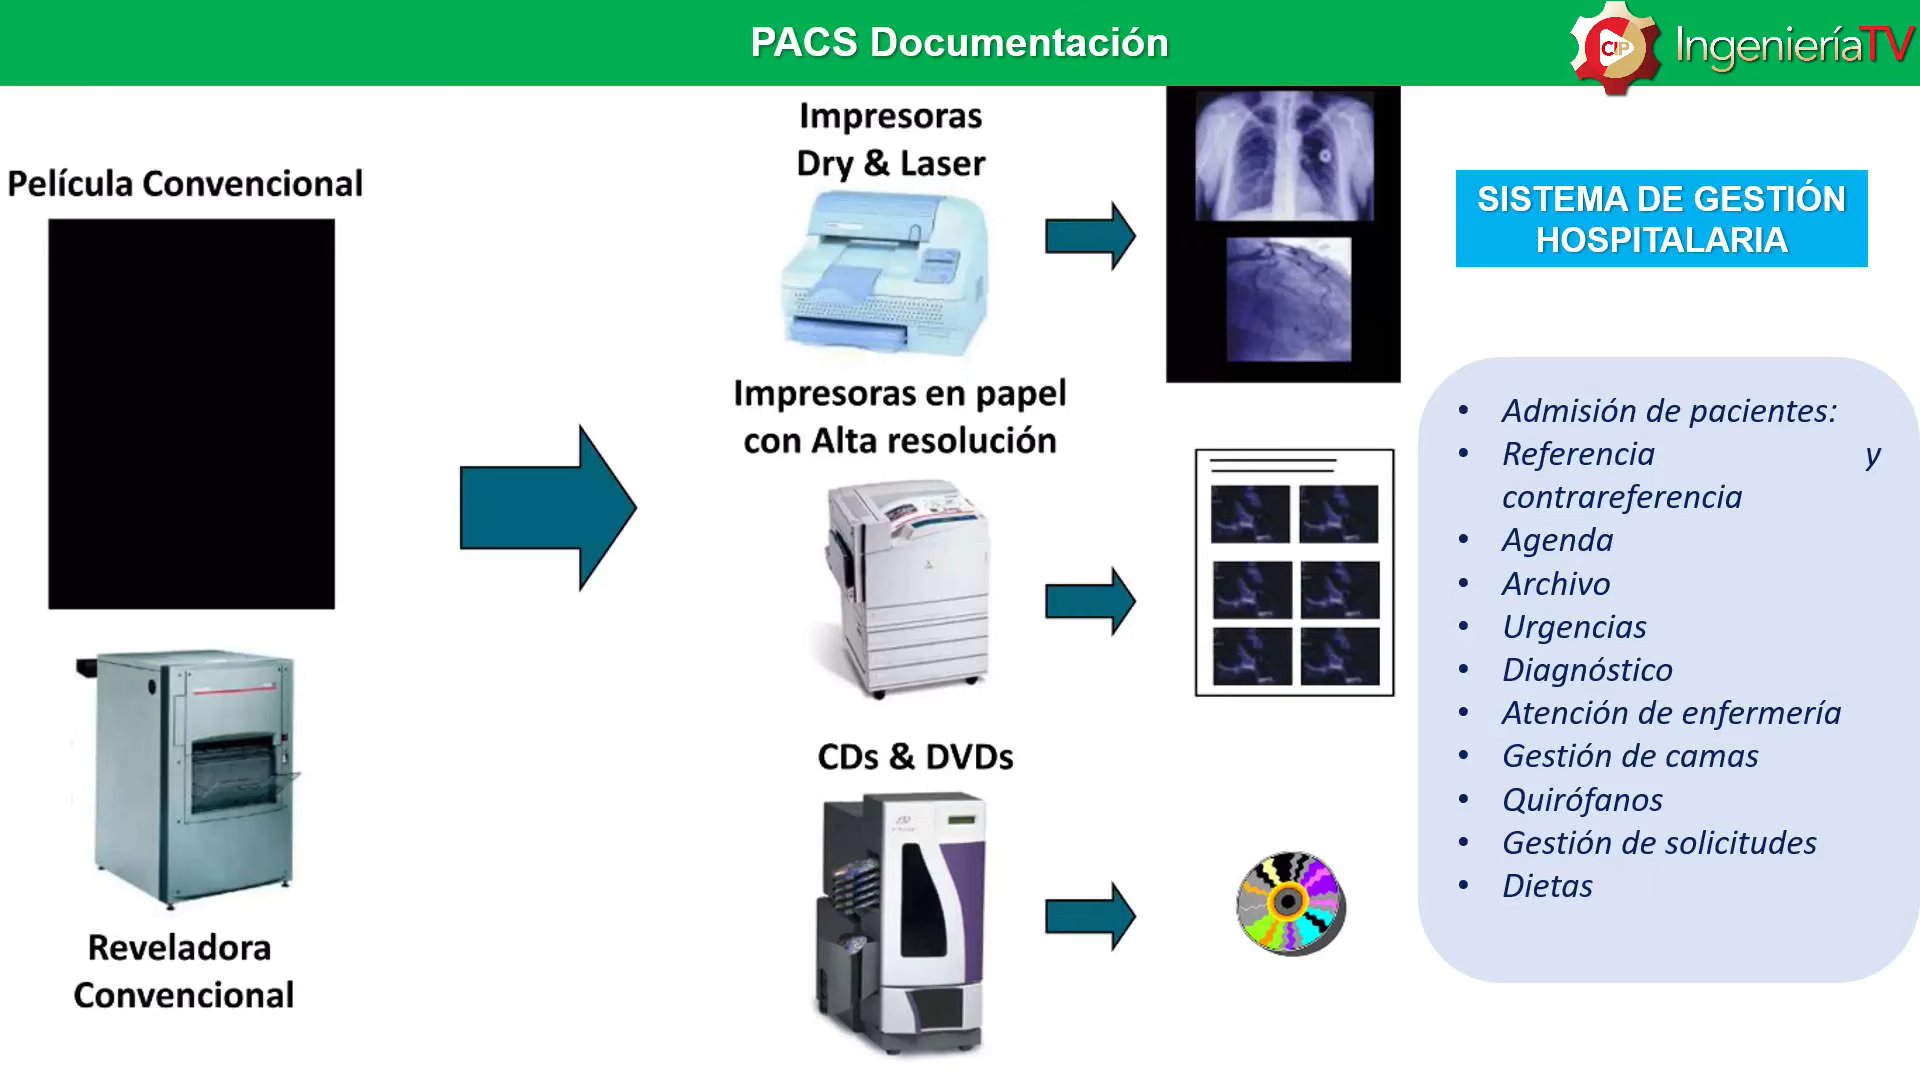 PACS Documentación
CIP IngenieríaTV
Película Convencional
Reveladora
Convencional
Impresoras
Dry & Laser
Impresoras en papel
con Alta resolución
CDs & DVDs
SISTEMA DE GESTIÓN
HOSPITALARIA
• Admisión de pacientes:
• Referencia y
contrareferencia
• Agenda
• Archivo
• Urgencias
• Diagnóstico
• Atención de enfermería
• Gestión de camas
• Quirófanos
• Gestión de solicitudes
• Dietas